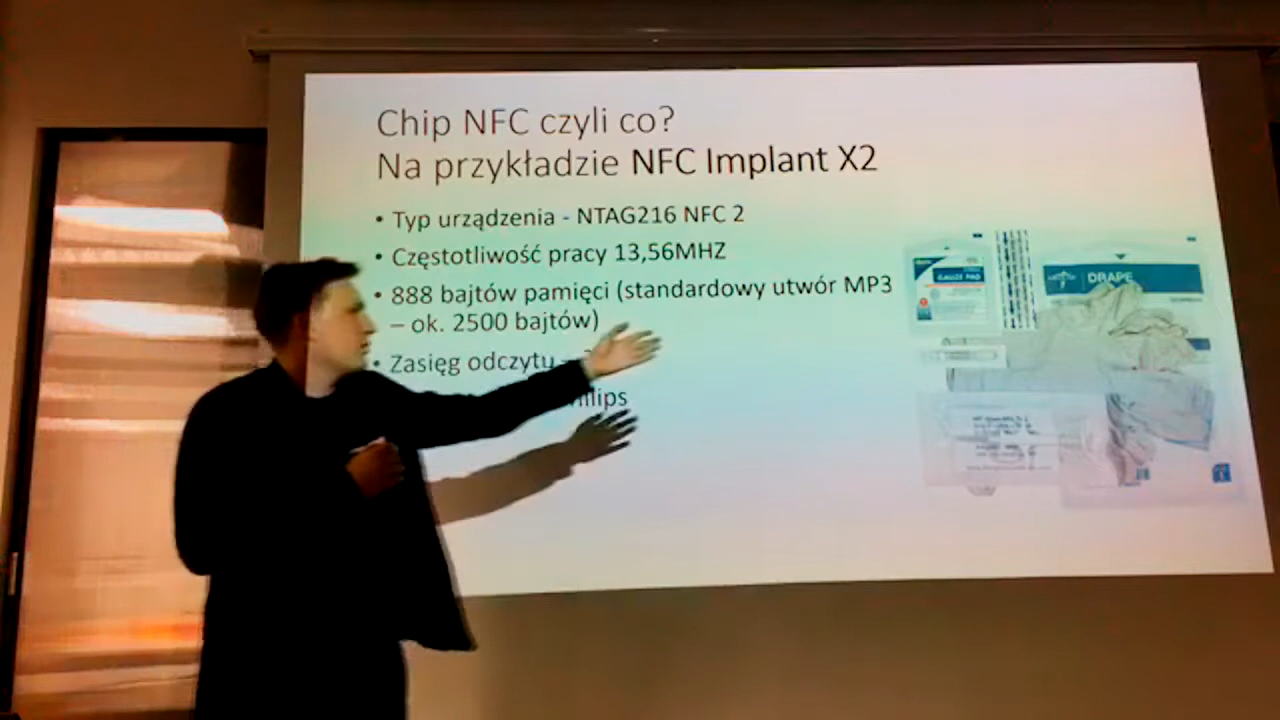 Chip NFC czyli co?
Na przykładzie NFC Implant X2
• Typ urządzenia - NTAG216 NFC 2
• Częstotliwość pracy 13,56MHZ
• 888 bajtów pamięci (standardowy utwór MP3
– ok. 2500 bajtów)
• Zasięg odczytu –
GAUZE PAD
DRAPE